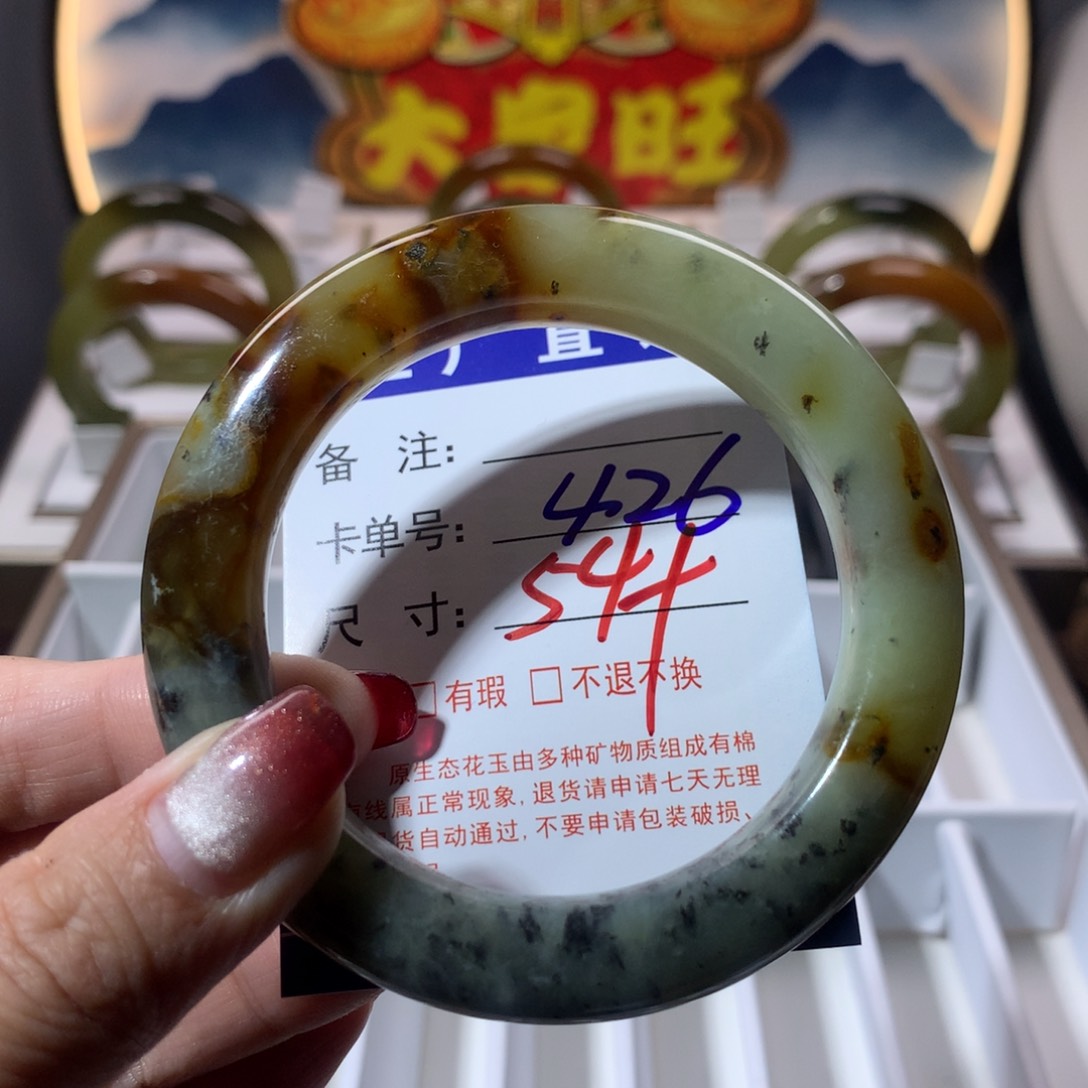 大皇旺
厂直
备 注:
卡单号: 426
尺 寸: 544
□有瑕 □不退不换
原生态花玉由多种矿物质组成有棉
线属正常现象, 退货请申请七天无理
货自动通过, 不要申请包装破损、